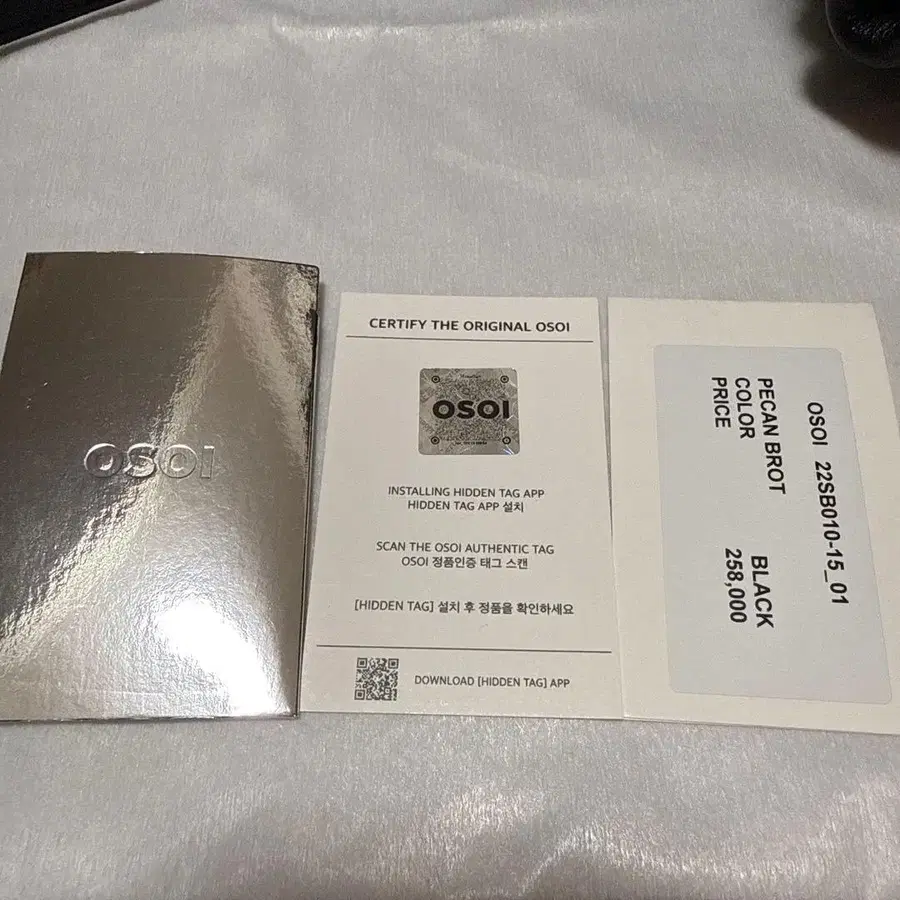 OSOI
CERTIFY THE ORIGINAL OSOI
OSOI
INSTALLING HIDDEN TAG APP
HIDDEN TAG APP 설치
SCAN THE OSOI AUTHENTIC TAG
OSOI 정품인증 태그 스캔
[HIDDEN TAG] 설치 후 정품을 확인하세요
DOWNLOAD [HIDDEN TAG] APP
OSOI 22SB010-15_01
PECAN BROT
COLOR BLACK
PRICE 258,000